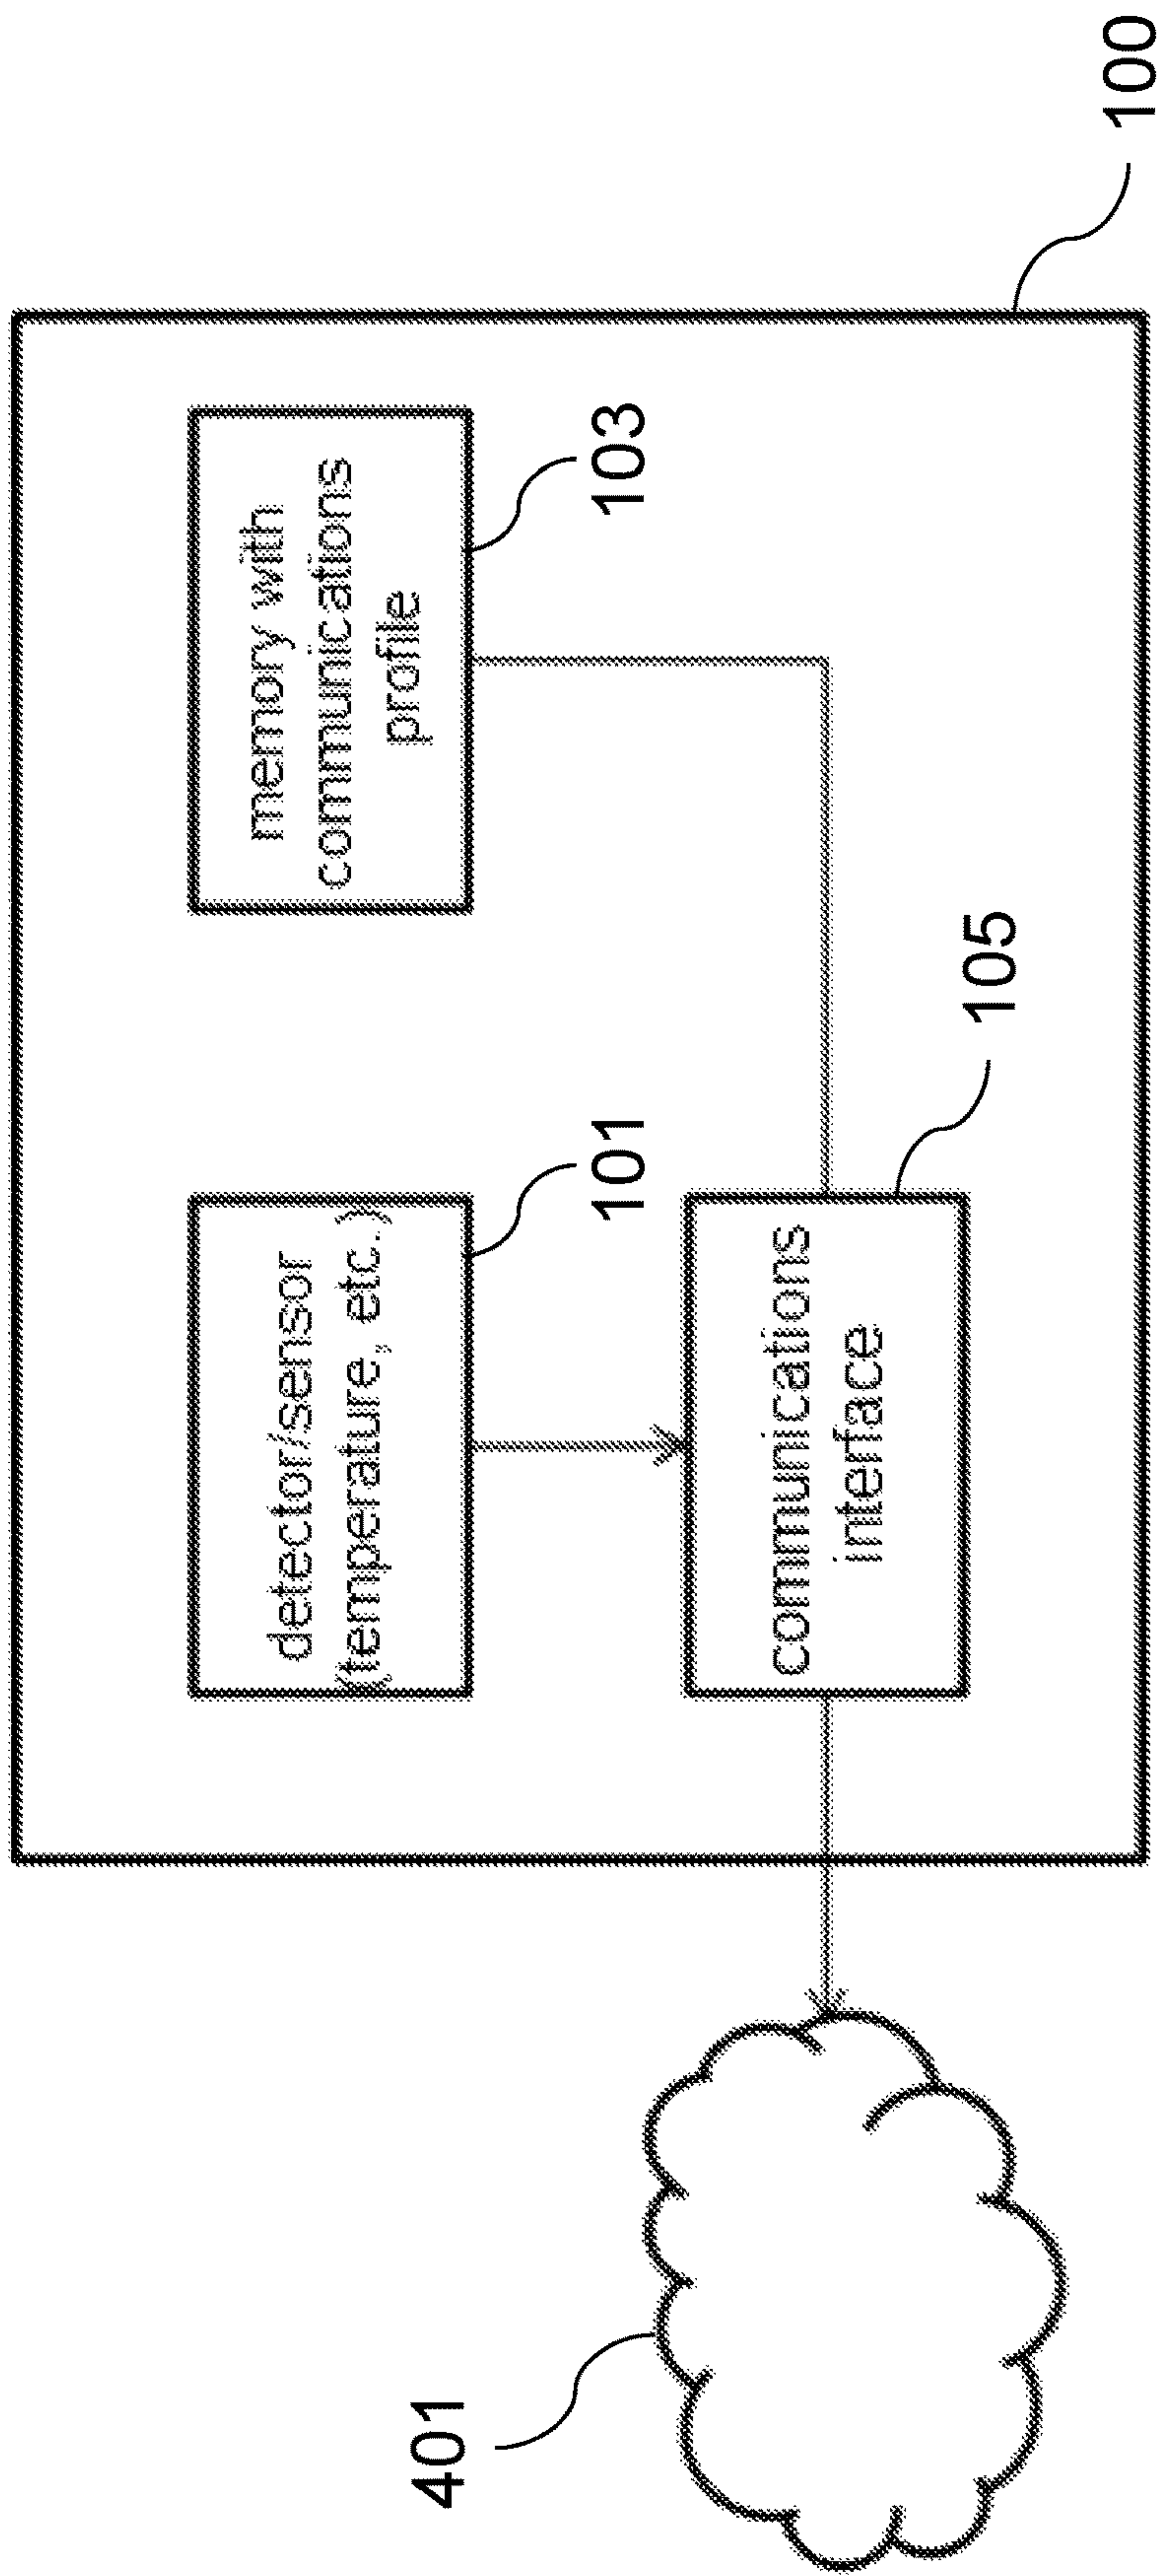 detector/sensor
(temperature, etc.)
101
memory with
communications
profile
103
401
communications
interface
105
100